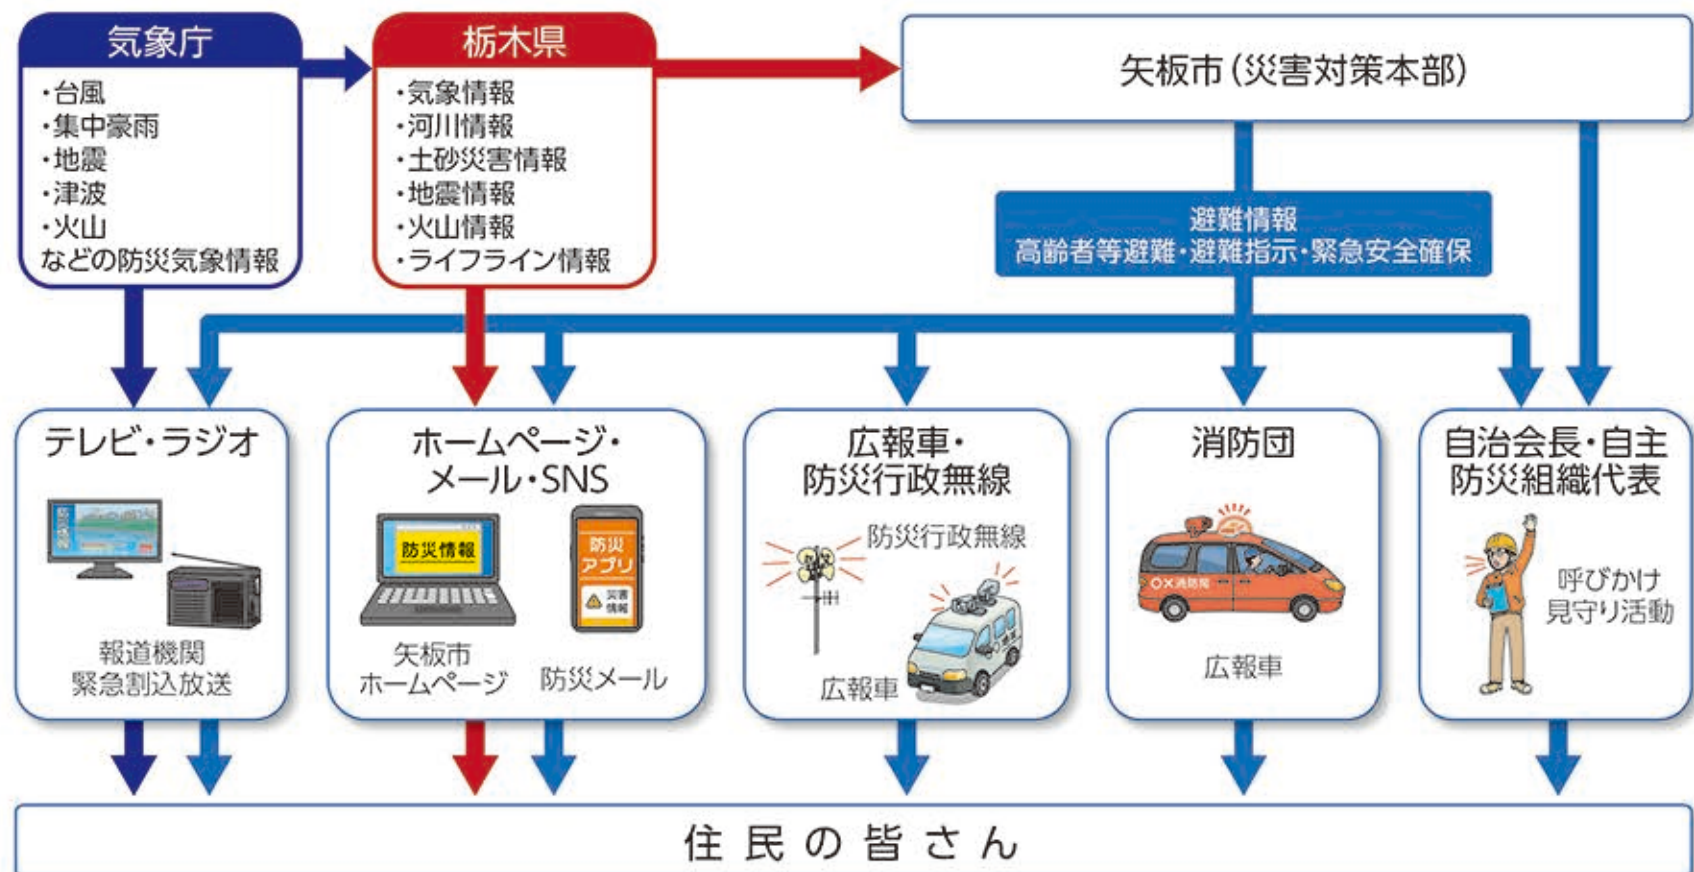 気象庁
・台風
・集中豪雨
・地震
・津波
・火山
などの防災気象情報
栃木県
・気象情報
・河川情報
・土砂災害情報
・地震情報
・火山情報
・ライフライン情報
矢板市(災害対策本部)
避難情報
高齢者等避難・避難指示・緊急安全確保
テレビ・ラジオ
報道機関
緊急割込放送
ホームページ・
メール・SNS
防災情報
防災
アプリ
災害
情報
矢板市
ホームページ
防災メール
広報車・
防災行政無線
防災行政無線
広報車
消防団
広報車
自治会長・自主
防災組織代表
呼びかけ
見守り活動
住民の皆さん